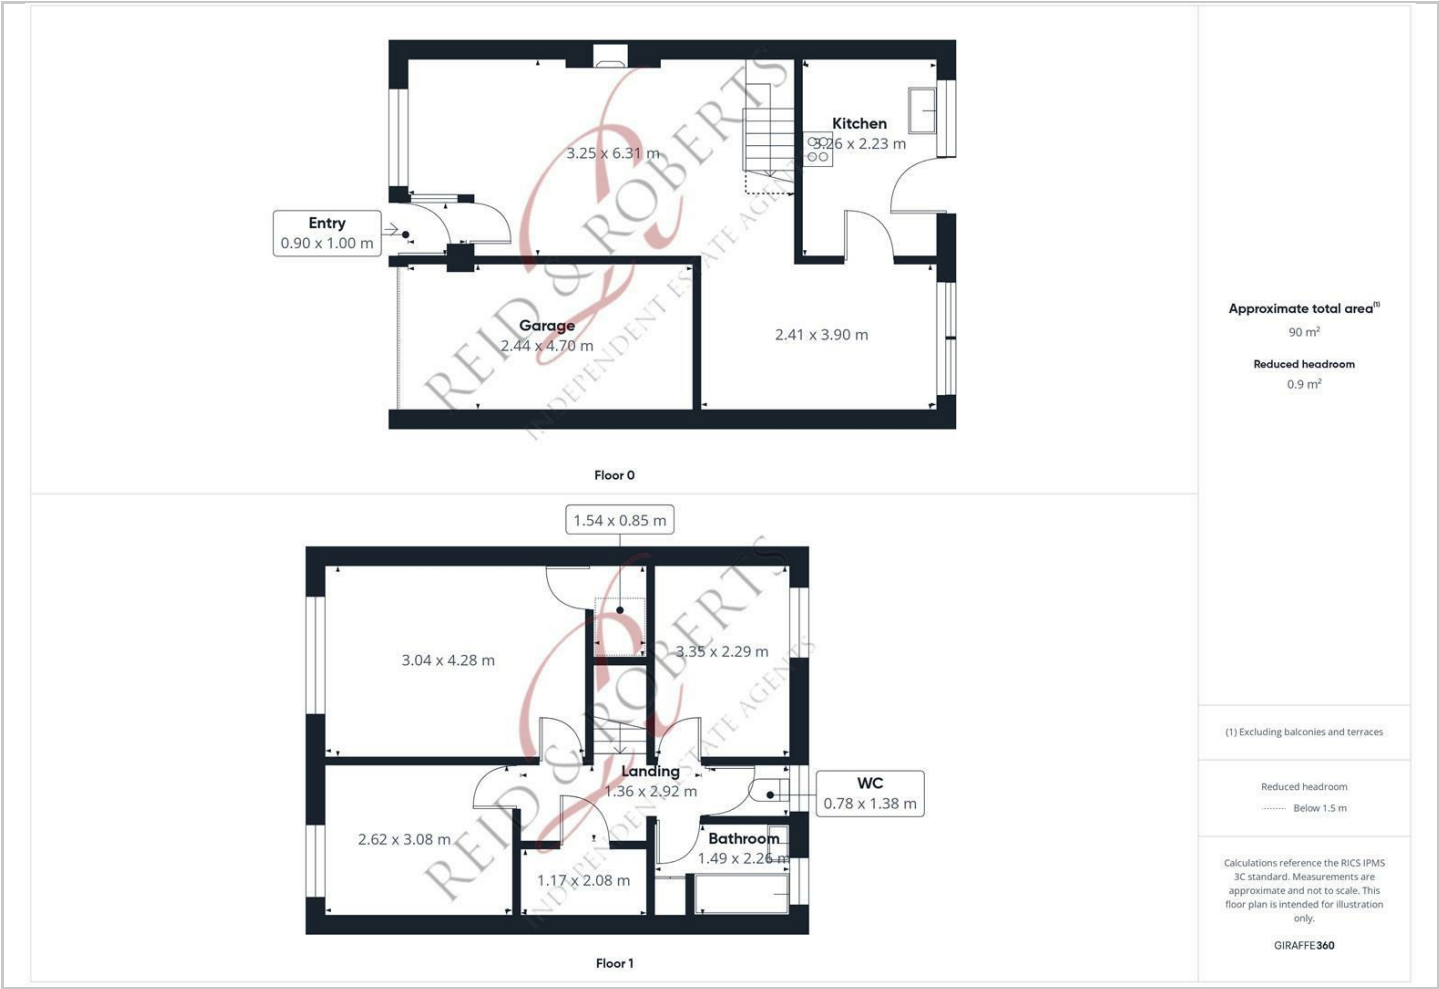 3.25 x 6.31 m
Kitchen
3.26 x 2.23 m
Entry
0.90 x 1.00 m
Garage
2.44 x 4.70 m
2.41 x 3.90 m
REID & ROBERTS
INDEPENDENT ESTATE AGENTS
Floor 0
1.54 x 0.85 m
3.04 x 4.28 m
3.35 x 2.29 m
Landing
1.36 x 2.92 m
WC
0.78 x 1.38 m
2.62 x 3.08 m
Bathroom
1.49 x 2.26 m
1.17 x 2.08 m
REID & ROBERTS
INDEPENDENT ESTATE AGENTS
Floor 1
Approximate total area(1)
90 m²
Reduced headroom
0.9 m²
(1) Excluding balconies and terraces
Reduced headroom
Below 1.5 m
Calculations reference the RICS IPMS
3C standard. Measurements are
approximate and not to scale. This
floor plan is intended for illustration
only.
GIRAFFE360